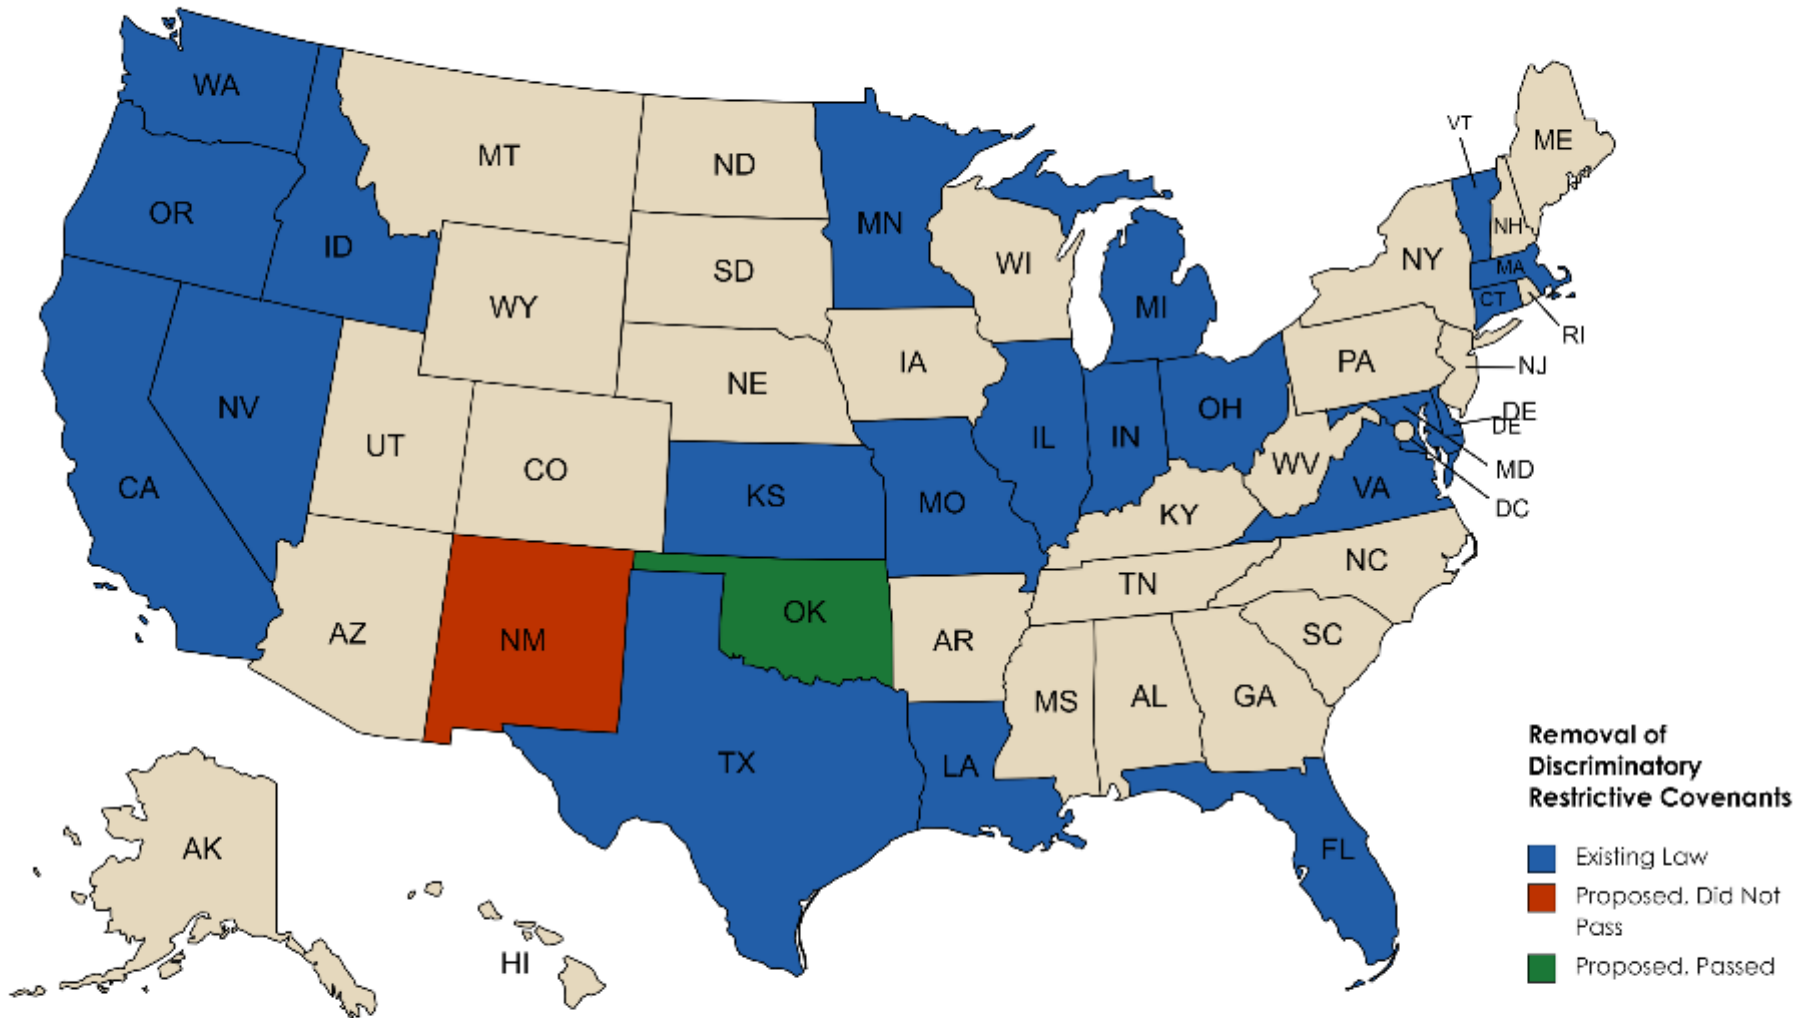 WA
MT
ND
VT
ME
OR
ID
MN
NH
SD
WI
NY
MA
WY
MI
CT
RI
IA
PA
NJ
NE
NV
OH
DE
DE
UT
IL
IN
CO
WV
MD
CA
KS
MO
VA
DC
KY
NC
TN
OK
AZ
NM
AR
SC
MS
AL
GA
TX
LA
Removal of
Discriminatory
Restrictive Covenants
AK
FL
Existing Law
Proposed. Did Not
Pass
HI
Proposed. Passed